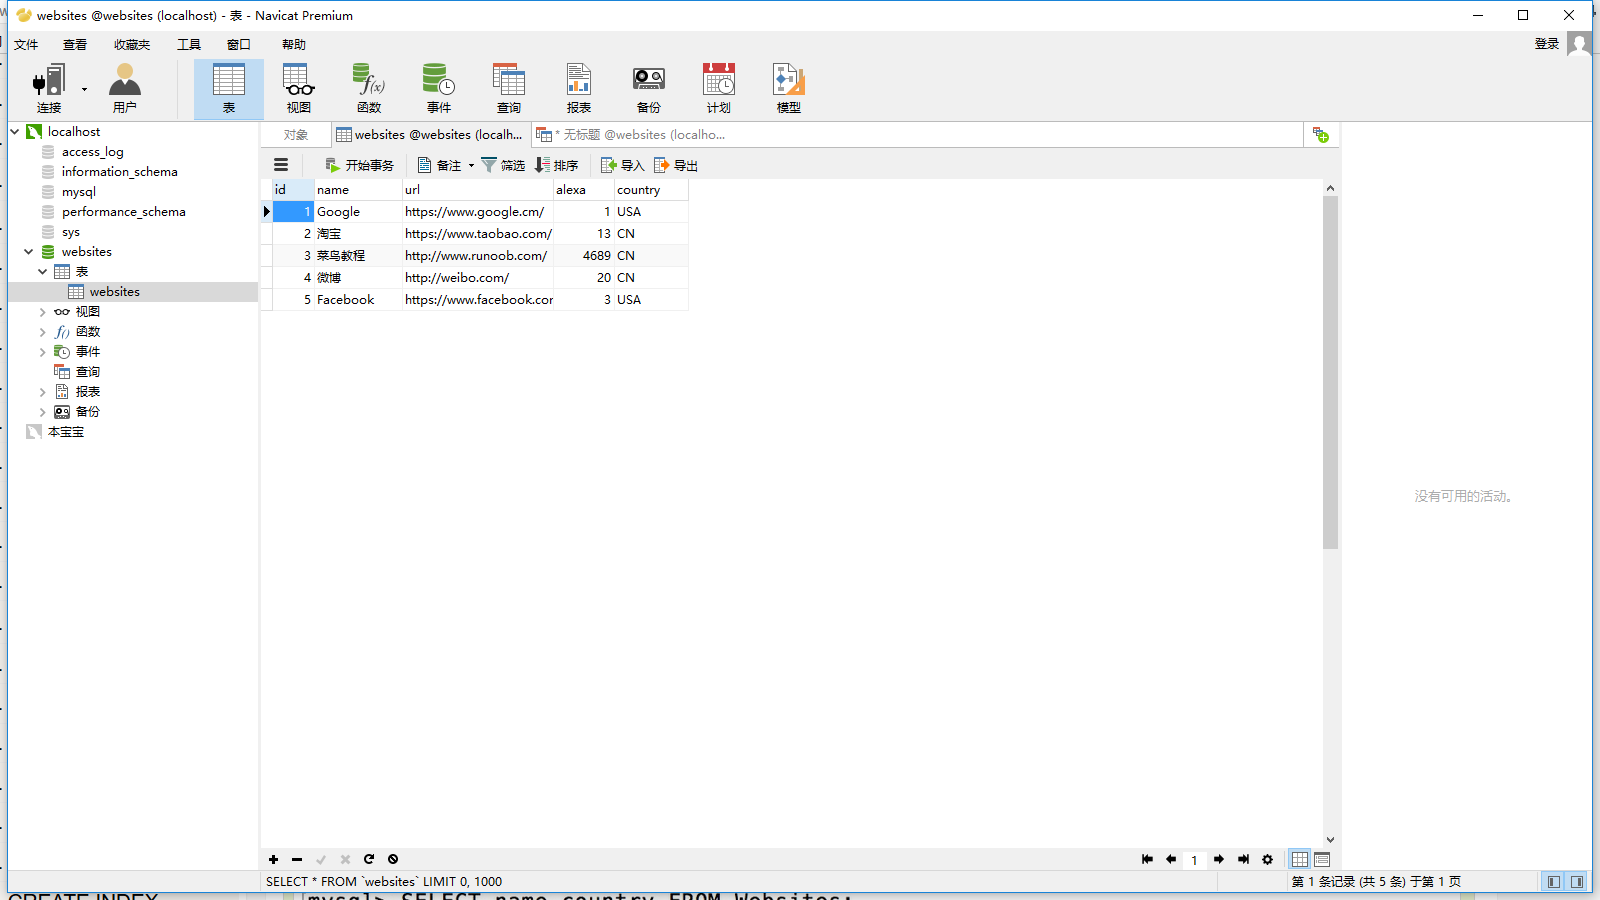 websites @websites (localhost) - 表 - Navicat Premium
文件 查看 收藏夹 工具 窗口 帮助 登录
连接 用户 表 视图 函数 事件 查询 报表 备份 计划 模型
对象 websites @websites (localh... * 无标题 @websites (localho...
开始事务 备注 筛选 排序 导入 导出
localhost
access_log
information_schema
mysql
performance_schema
sys
websites
表
websites
视图
函数
事件
查询
报表
备份
本宝宝
id name url alexa country
1 Google https://www.google.cm/ 1 USA
2 淘宝 https://www.taobao.com/ 13 CN
3 菜鸟教程 http://www.runoob.com/ 4689 CN
4 微博 http://weibo.com/ 20 CN
5 Facebook https://www.facebook.cor 3 USA
没有可用的活动。
1
SELECT * FROM `websites` LIMIT 0, 1000 第 1 条记录 (共 5 条) 于第 1 页
CREATE INDEX mysql> SELECT name,country FROM Websites;